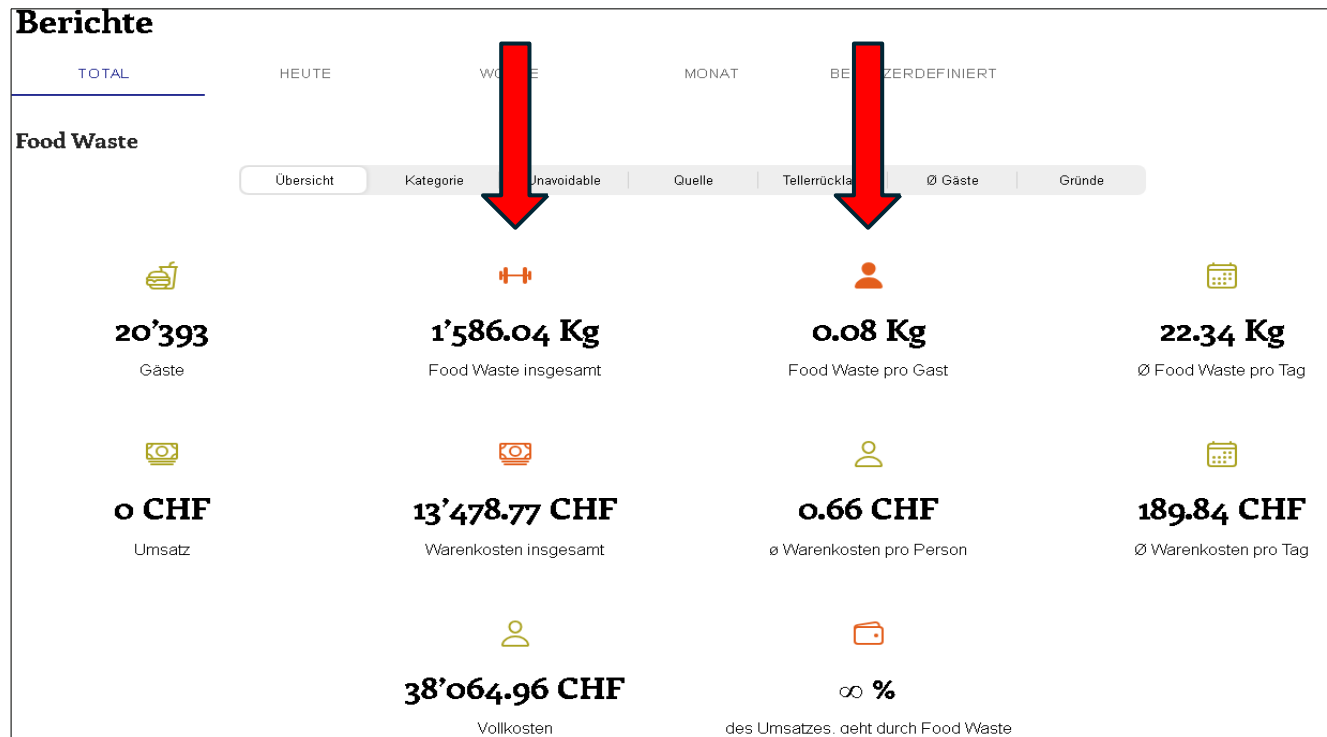 Berichte
TOTAL HEUTE MONAT
Food Waste
Übersicht Kategorie Unavoidable Quelle Ø Gäste Gründe
20’393 1’586.04 Kg 0.08 Kg 22.34 Kg
Gäste Food Waste insgesamt Food Waste pro Gast Ø Food Waste pro Tag
0 CHF 13’478.77 CHF 0.66 CHF 189.84 CHF
Umsatz Warenkosten insgesamt ø Warenkosten pro Person Ø Warenkosten pro Tag
38’064.96 CHF ∞ %
Vollkosten des Umsatzes, geht durch Food Waste